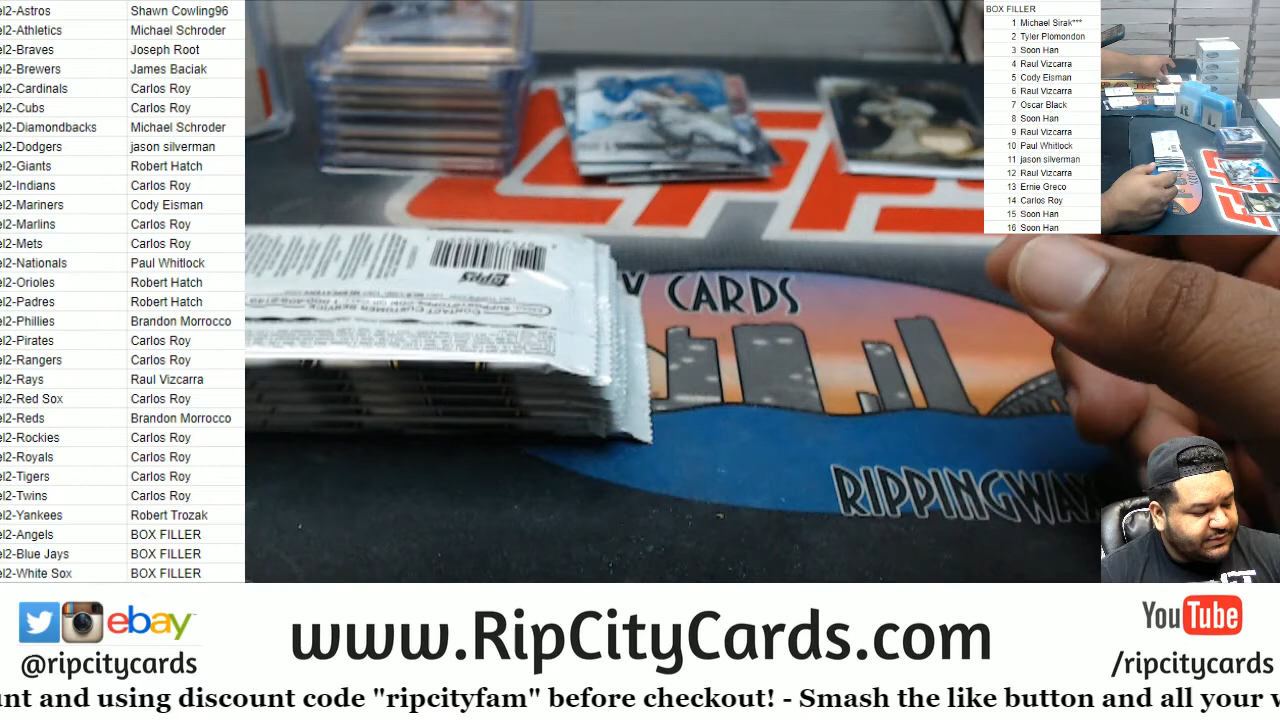 el2-Astros Shawn Cowling96
el2-Athletics Michael Schroder
el2-Braves Joseph Root
el2-Brewers James Baciak
el2-Cardinals Carlos Roy
el2-Cubs Carlos Roy
el2-Diamondbacks Michael Schroder
el2-Dodgers jason silverman
el2-Giants Robert Hatch
el2-Indians Carlos Roy
el2-Mariners Cody Eisman
el2-Marlins Carlos Roy
el2-Mets Carlos Roy
el2-Nationals Paul Whitlock
el2-Orioles Robert Hatch
el2-Padres Robert Hatch
el2-Phillies Brandon Morrocco
el2-Pirates Carlos Roy
el2-Rangers Carlos Roy
el2-Rays Raul Vizcarra
el2-Red Sox Carlos Roy
el2-Reds Brandon Morrocco
el2-Rockies Carlos Roy
el2-Royals Carlos Roy
el2-Tigers Carlos Roy
el2-Twins Carlos Roy
el2-Yankees Robert Trozak
el2-Angels BOX FILLER
el2-Blue Jays BOX FILLER
el2-White Sox BOX FILLER
BOX FILLER
1 Michael Sirak***
2 Tyler Plomondon
3 Soon Han
4 Raul Vizcarra
5 Cody Eisman
6 Raul Vizcarra
7 Oscar Black
8 Soon Han
9 Raul Vizcarra
10 Paul Whitlock
11 jason silverman
12 Raul Vizcarra
13 Ernie Greco
14 Carlos Roy
15 Soon Han
16 Soon Han
Topps
CONTACT CUSTOMER SERVICE
Y CARDS
RIPPINGWAX
ebay
@ripcitycards
www.RipCityCards.com
YouTube
/ripcitycards
unt and using discount code "ripcityfam" before checkout! - Smash the like button and all your w